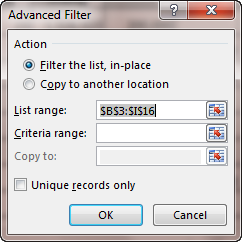 Advanced Filter
Action
Filter the list, in-place
Copy to another location
List range: $B$3:$I$16
Criteria range:
Copy to:
Unique records only
OK Cancel